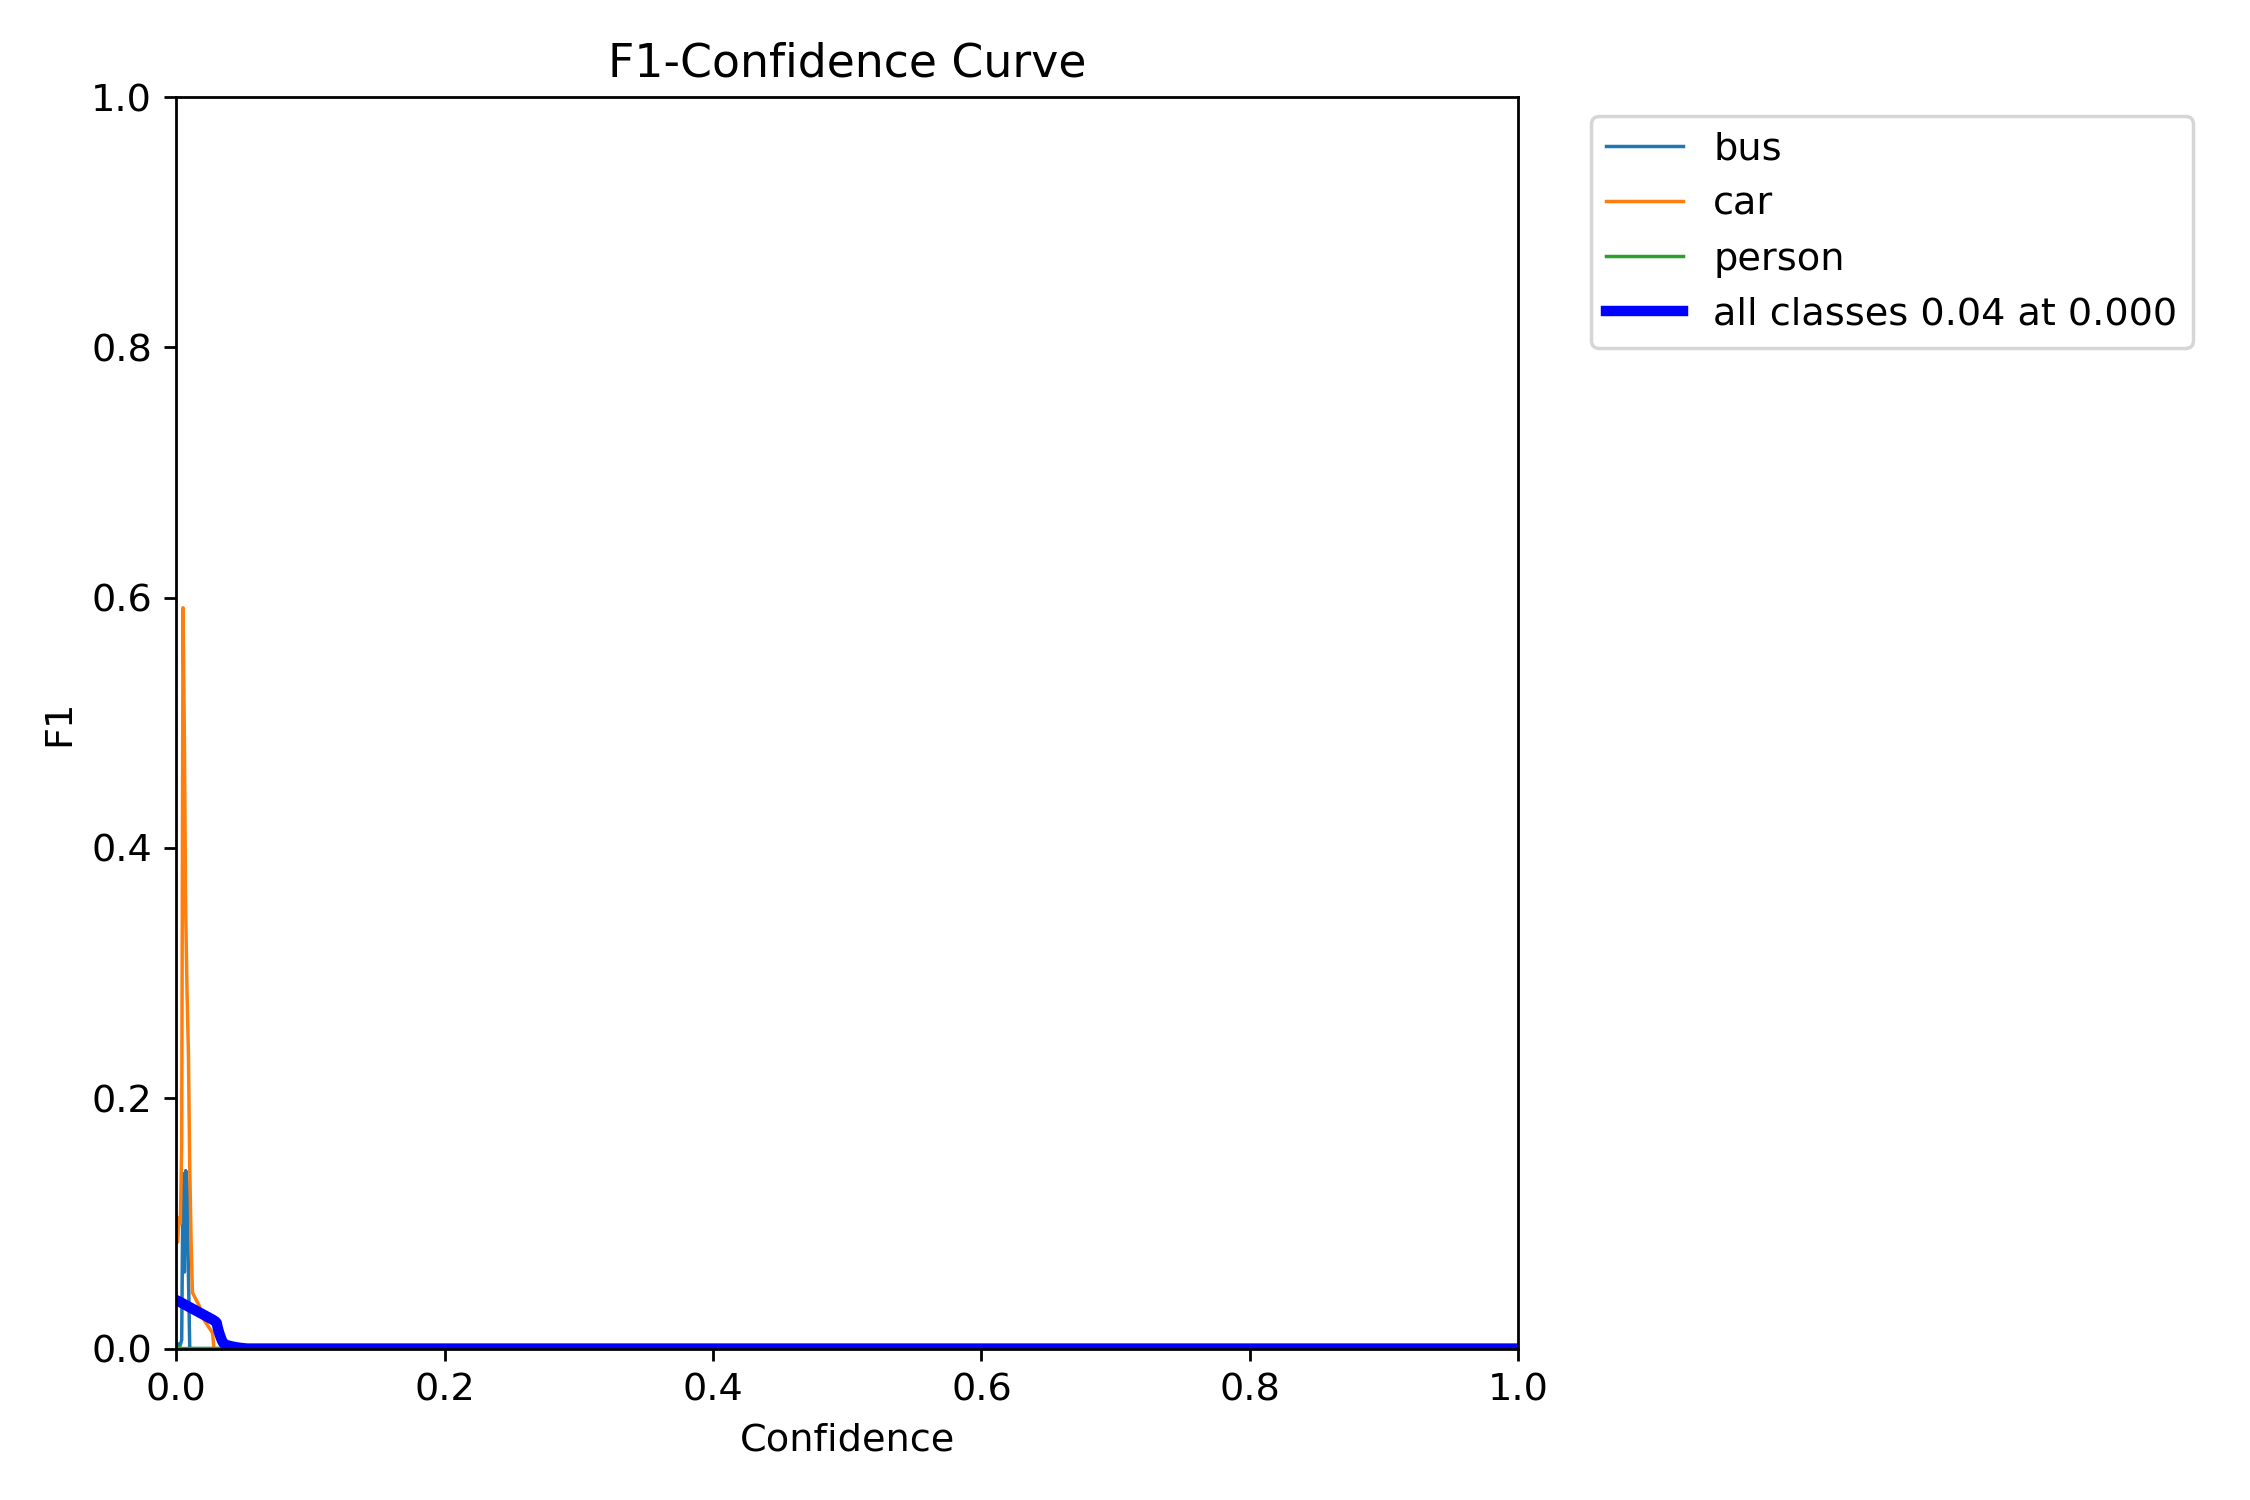 F1-Confidence Curve
1.0
0.8
0.6
0.4
0.2
0.0
F1
0.0 0.2 0.4 0.6 0.8 1.0
Confidence
bus
car
person
all classes 0.04 at 0.000